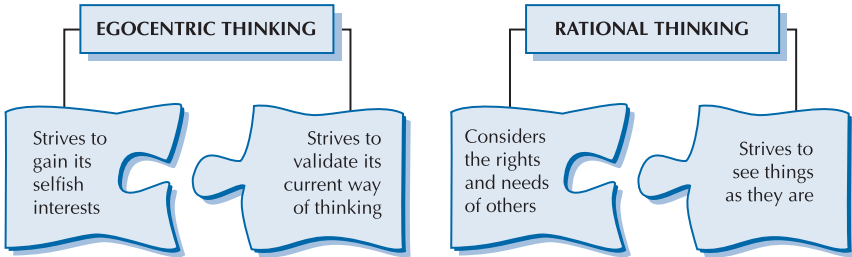 EGOCENTRIC THINKING
Strives to
gain its
selfish
interests
Strives to
validate its
current way
of thinking
RATIONAL THINKING
Considers
the rights
and needs
of others
Strives to
see things
as they are